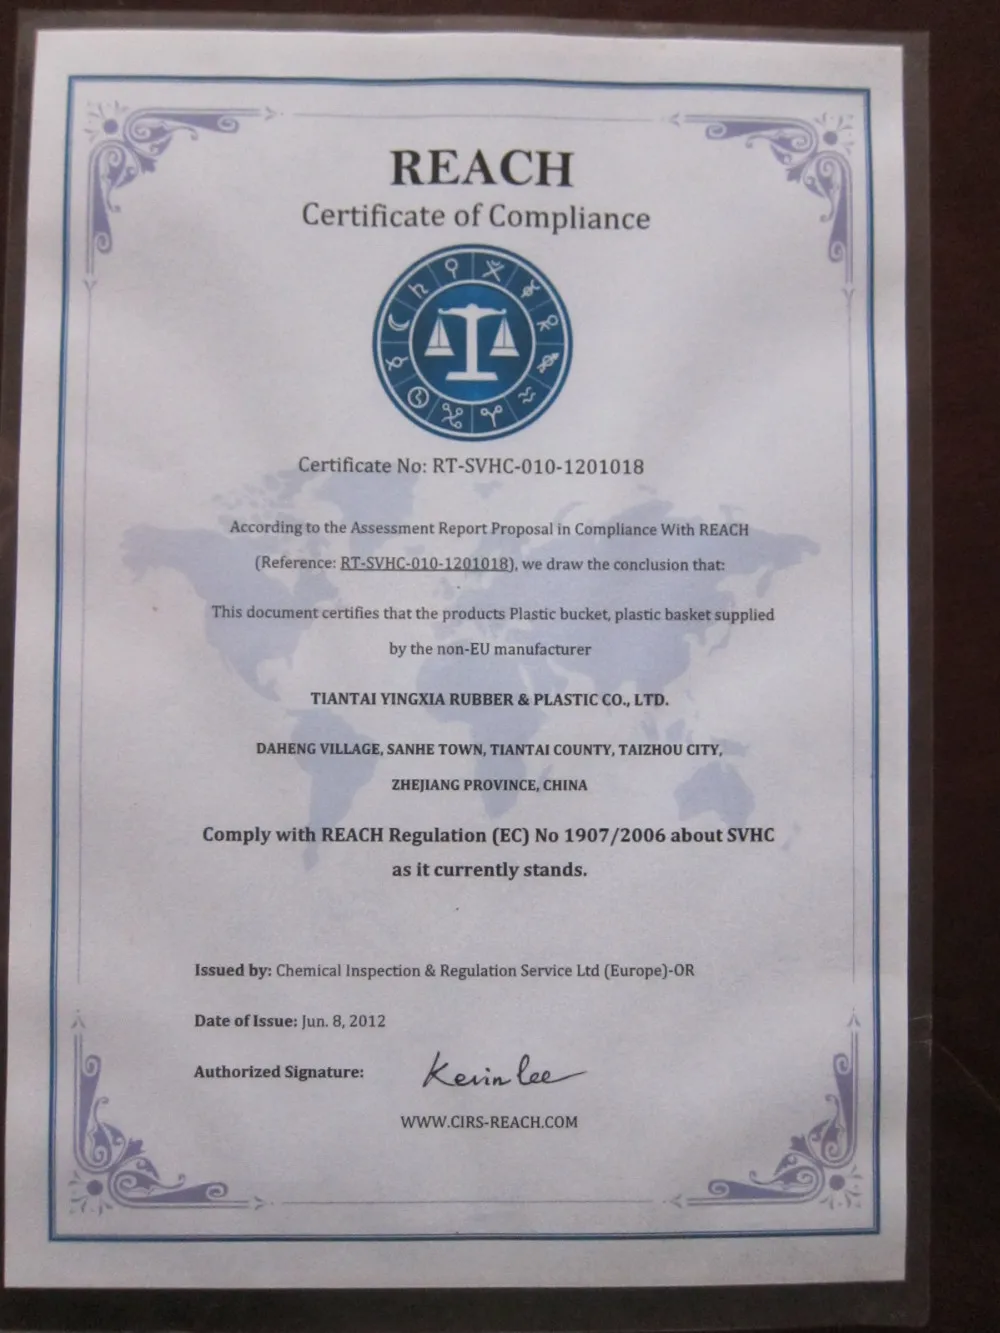 REACH
Certificate of Compliance
Certificate No: RT-SVHC-010-1201018
According to the Assessment Report Proposal in Compliance With REACH
(Reference: RT-SVHC-010-1201018), we draw the conclusion that:
This document certifies that the products Plastic bucket, plastic basket supplied
by the non-EU manufacturer
TIANTAI YINGXIA RUBBER & PLASTIC CO., LTD.
DAHENG VILLAGE, SANHE TOWN, TIANTAI COUNTY, TAIZHOU CITY,
ZHEJIANG PROVINCE, CHINA
Comply with REACH Regulation (EC) No 1907/2006 about SVHC
as it currently stands.
Issued by: Chemical Inspection & Regulation Service Ltd (Europe)-OR
Date of Issue: Jun. 8, 2012
Authorized Signature: Kevin lee
WWW.CIRS-REACH.COM